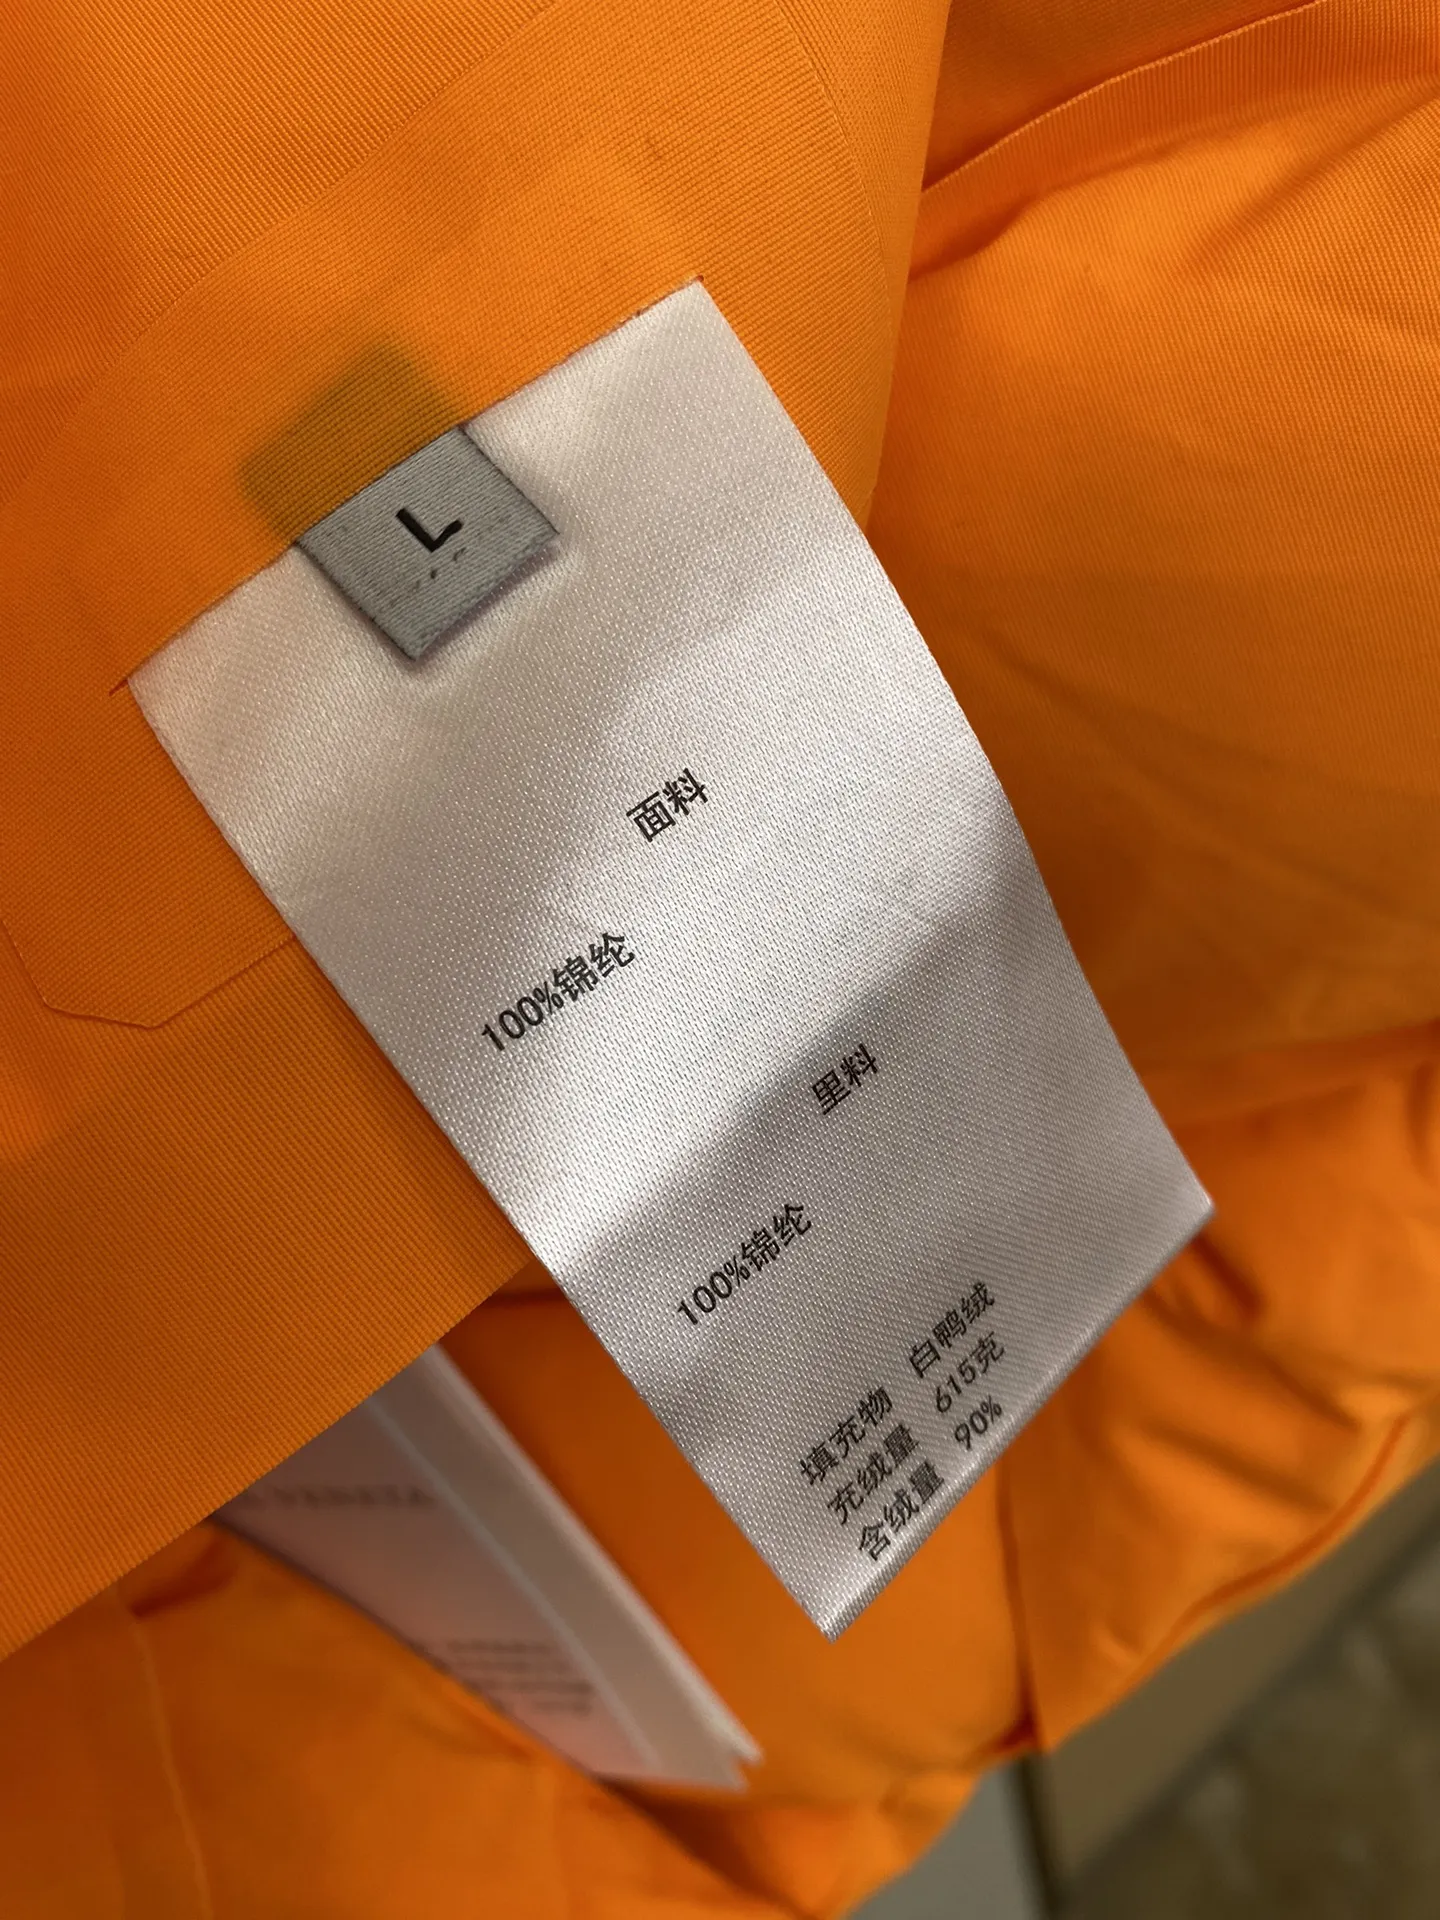 L
面料
100%锦纶
里料
100%锦纶
填充物 白鸭绒
充绒量 615克
含绒量 90%